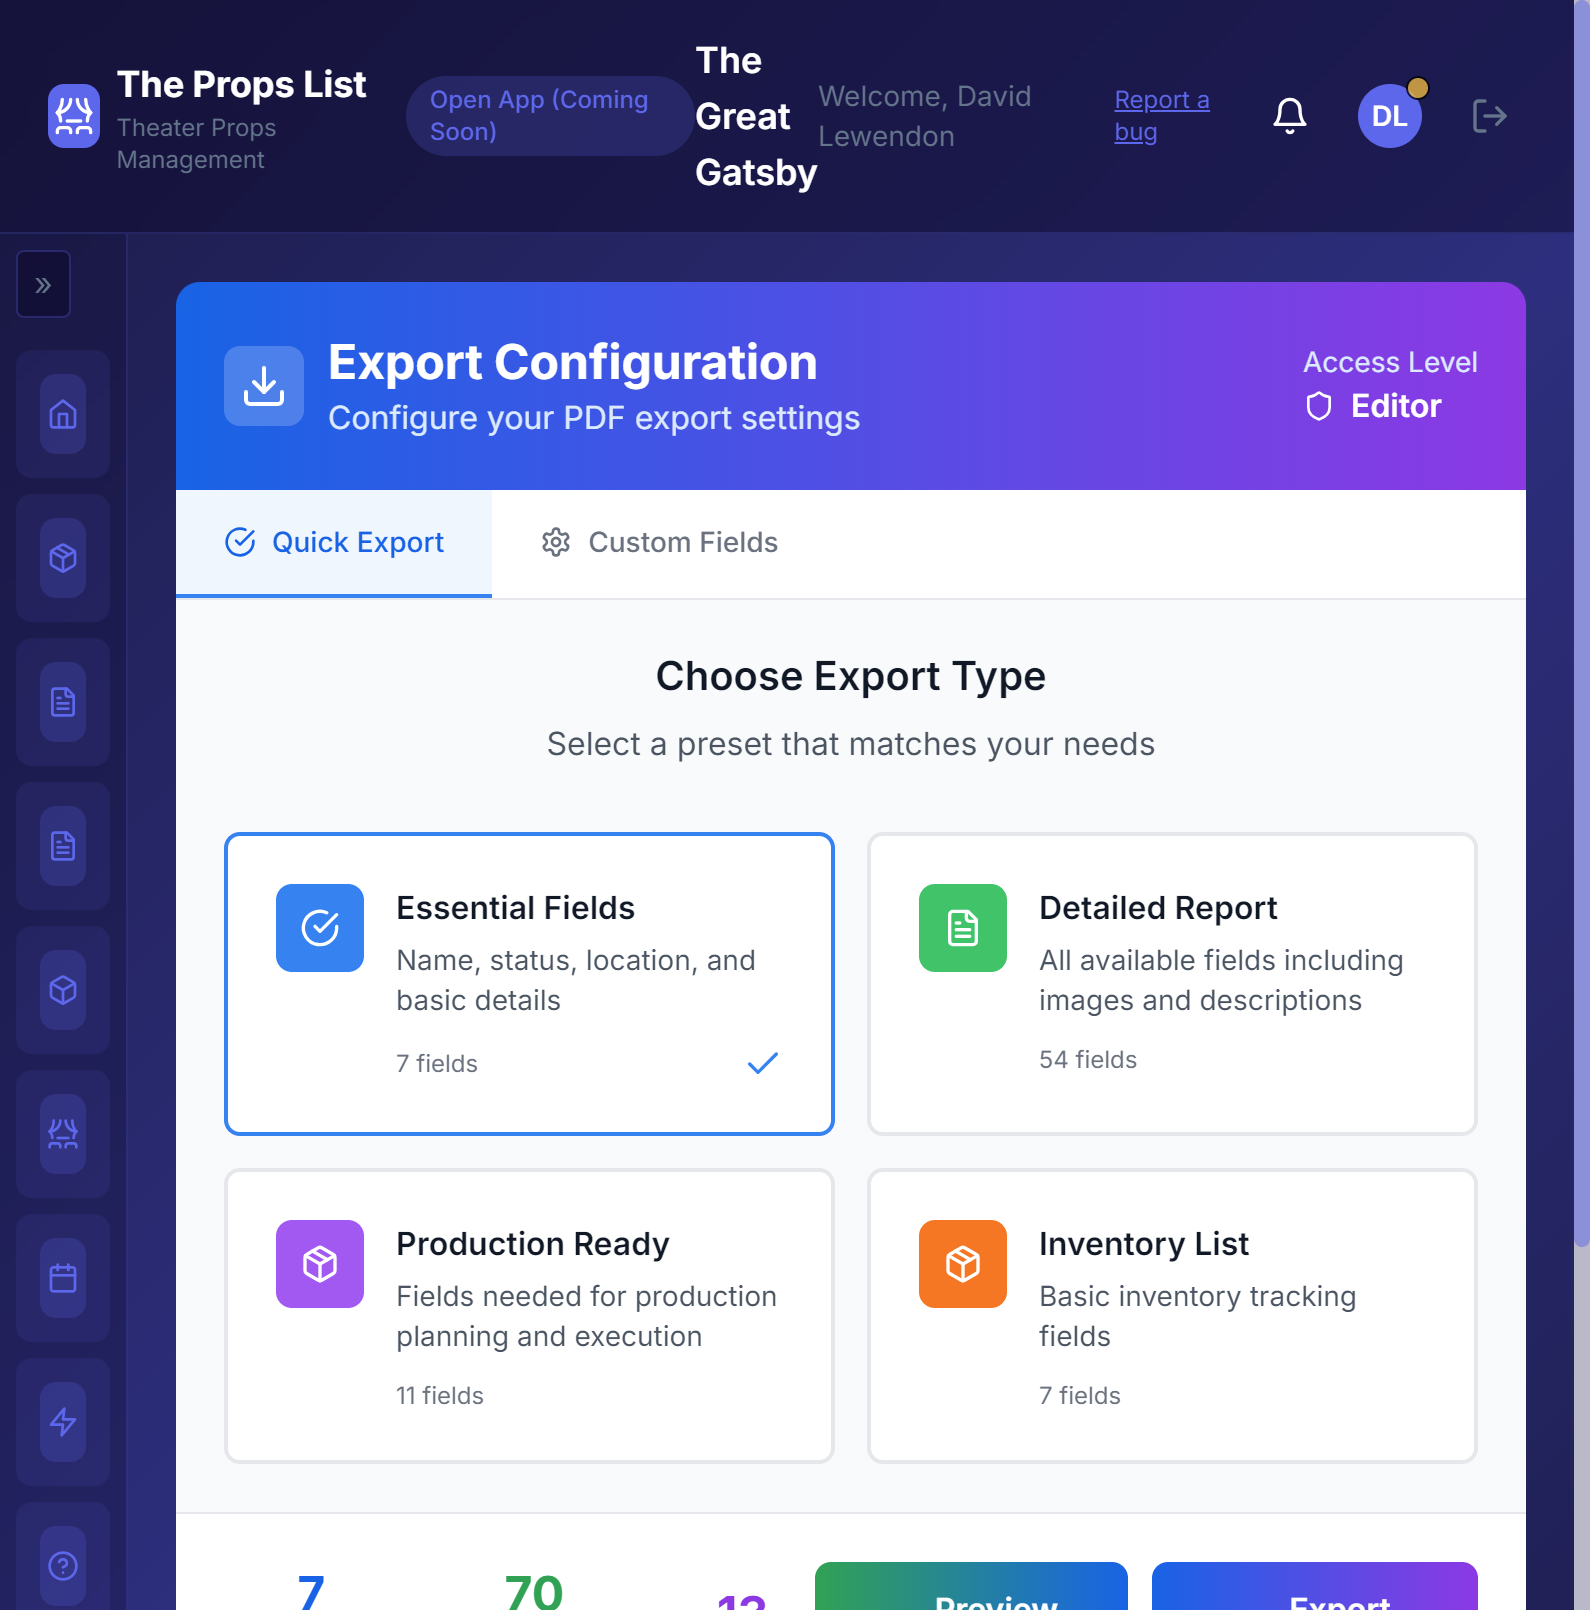 The Props List
Theater Props
Management
Open App (Coming
Soon)
The
Great
Gatsby
Welcome, David
Lewendon
Report a
bug
DL
»
Export Configuration
Configure your PDF export settings
Access Level
Editor
Quick Export
Custom Fields
Choose Export Type
Select a preset that matches your needs
Essential Fields
Name, status, location, and
basic details
7 fields
Detailed Report
All available fields including
images and descriptions
54 fields
Production Ready
Fields needed for production
planning and execution
11 fields
Inventory List
Basic inventory tracking
fields
7 fields
7
70
Preview
Export